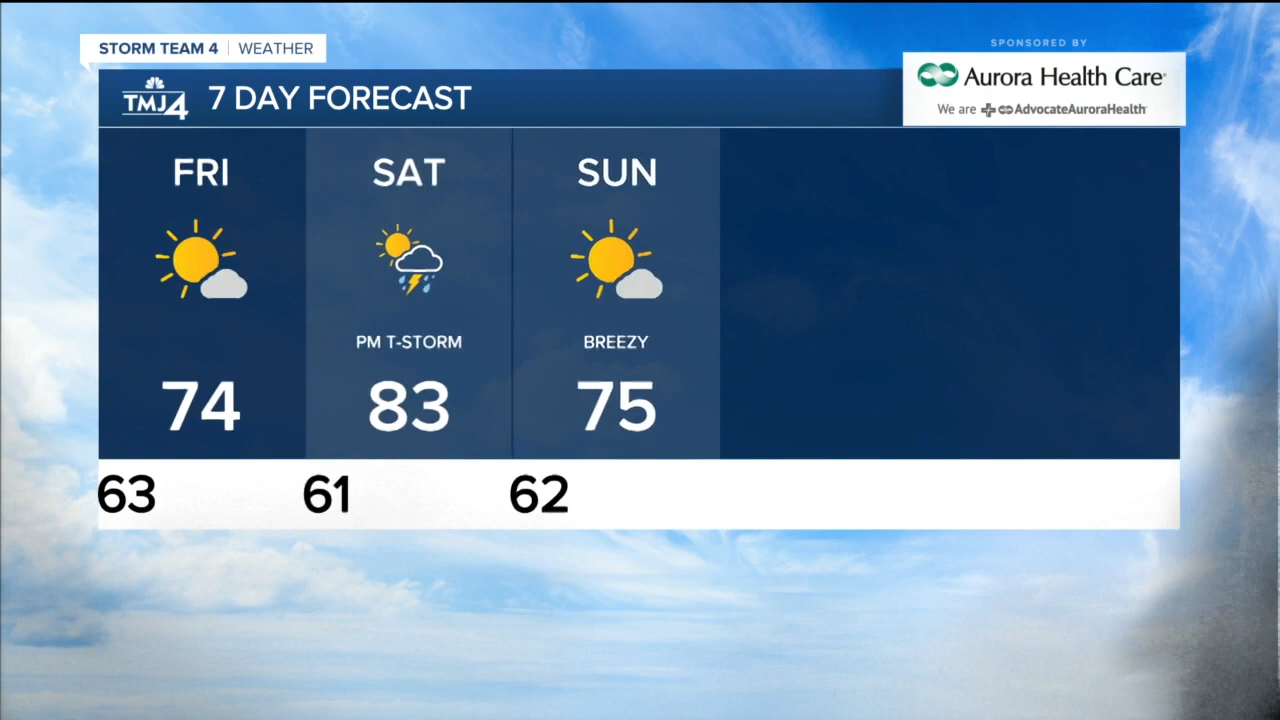 STORM TEAM 4 | WEATHER
SPONSORED BY
Aurora Health Care®
We are AdvocateAuroraHealth
TMJ4
7 DAY FORECAST
FRI
SAT
SUN
PM T-STORM
BREEZY
74
83
75
63
61
62